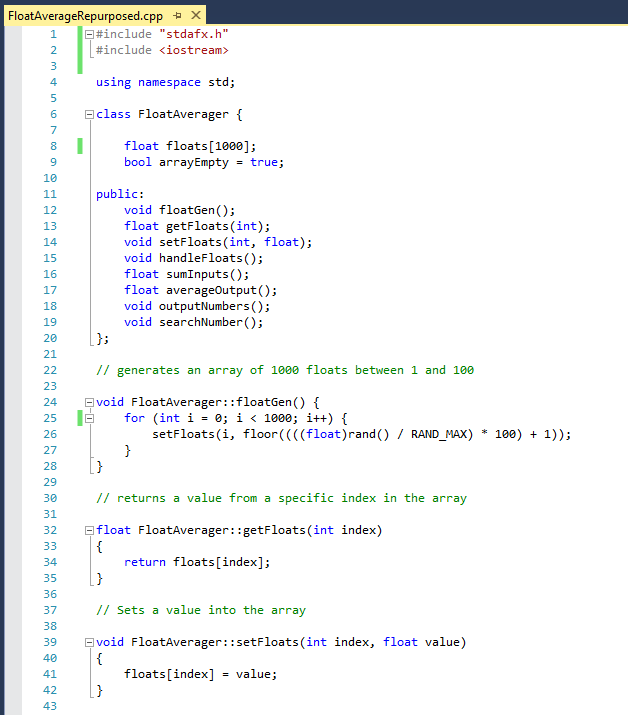 FloatAverageRepurposed.cpp
1 #include "stdafx.h"
2 #include <iostream>
3
4 using namespace std;
5
6 class FloatAverager {
7
8 float floats[1000];
9 bool arrayEmpty = true;
10
11 public:
12 void floatGen();
13 float getFloats(int);
14 void setFloats(int, float);
15 void handleFloats();
16 float sumInputs();
17 float averageOutput();
18 void outputNumbers();
19 void searchNumber();
20 };
21
22 // generates an array of 1000 floats between 1 and 100
23
24 void FloatAverager::floatGen() {
25 for (int i = 0; i < 1000; i++) {
26 setFloats(i, floor((((float)rand() / RAND_MAX) * 100) + 1));
27 }
28 }
29
30 // returns a value from a specific index in the array
31
32 float FloatAverager::getFloats(int index)
33 {
34 return floats[index];
35 }
36
37 // Sets a value into the array
38
39 void FloatAverager::setFloats(int index, float value)
40 {
41 floats[index] = value;
42 }
43